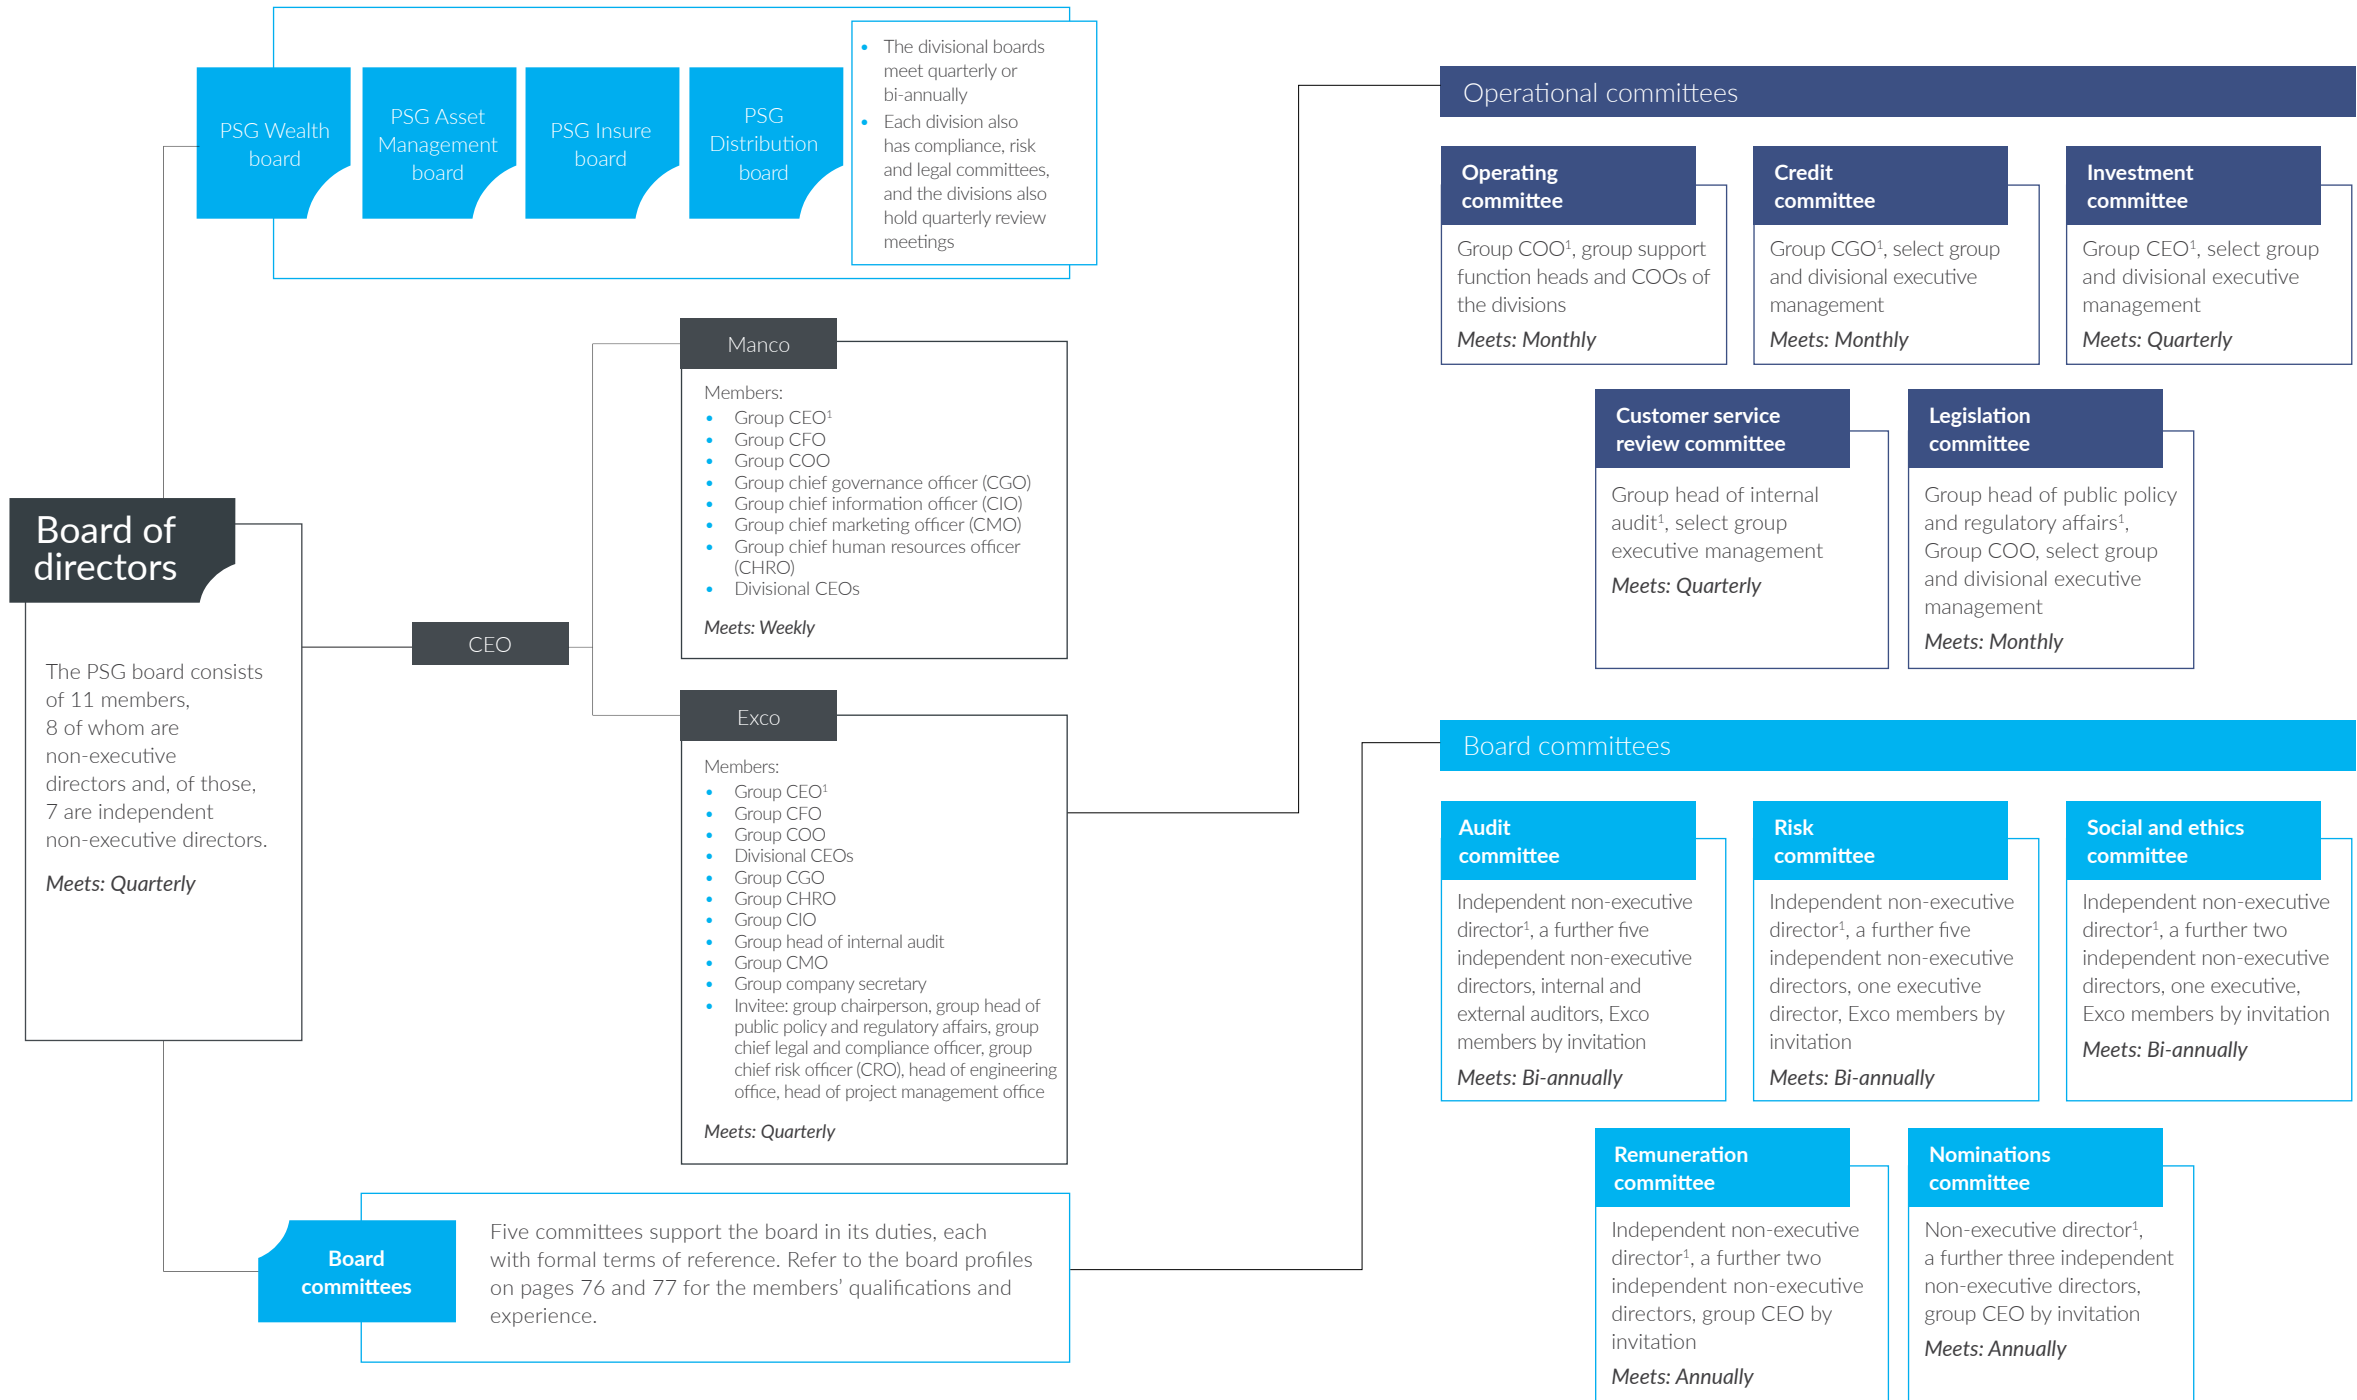 PSG Wealth
board
PSG Asset
Management
board
PSG Insure
board
PSG
Distribution
board
• The divisional boards
meet quarterly or
bi-annually
• Each division also
has compliance, risk
and legal committees,
and the divisions also
hold quarterly review
meetings
Board of
directors
The PSG board consists
of 11 members,
8 of whom are
non-executive
directors and, of those,
7 are independent
non-executive directors.
Meets: Quarterly
CEO
Manco
Members:
• Group CEO¹
• Group CFO
• Group COO
• Group chief governance officer (CGO)
• Group chief information officer (CIO)
• Group chief marketing officer (CMO)
• Group chief human resources officer
(CHRO)
• Divisional CEOs
Meets: Weekly
Exco
Members:
• Group CEO¹
• Group CFO
• Group COO
• Divisional CEOs
• Group CGO
• Group CHRO
• Group CIO
• Group head of internal audit
• Group CMO
• Group company secretary
• Invitee: group chairperson, group head of
public policy and regulatory affairs, group
chief legal and compliance officer, group
chief risk officer (CRO), head of engineering
office, head of project management office
Meets: Quarterly
Board
committees
Five committees support the board in its duties, each
with formal terms of reference. Refer to the board profiles
on pages 76 and 77 for the members' qualifications and
experience.
Operational committees
Operating
committee
Group COO¹, group support
function heads and COOs of
the divisions
Meets: Monthly
Credit
committee
Group CGO¹, select group
and divisional executive
management
Meets: Monthly
Investment
committee
Group CEO¹, select group
and divisional executive
management
Meets: Quarterly
Customer service
review committee
Group head of internal
audit¹, select group
executive management
Meets: Quarterly
Legislation
committee
Group head of public policy
and regulatory affairs¹,
Group COO, select group
and divisional executive
management
Meets: Monthly
Board committees
Audit
committee
Independent non-executive
director¹, a further five
independent non-executive
directors, internal and
external auditors, Exco
members by invitation
Meets: Bi-annually
Risk
committee
Independent non-executive
director¹, a further five
independent non-executive
directors, one executive
director, Exco members by
invitation
Meets: Bi-annually
Social and ethics
committee
Independent non-executive
director¹, a further two
independent non-executive
directors, one executive,
Exco members by invitation
Meets: Bi-annually
Remuneration
committee
Independent non-executive
director¹, a further two
independent non-executive
directors, group CEO by
invitation
Meets: Annually
Nominations
committee
Non-executive director¹,
a further three independent
non-executive directors,
group CEO by invitation
Meets: Annually